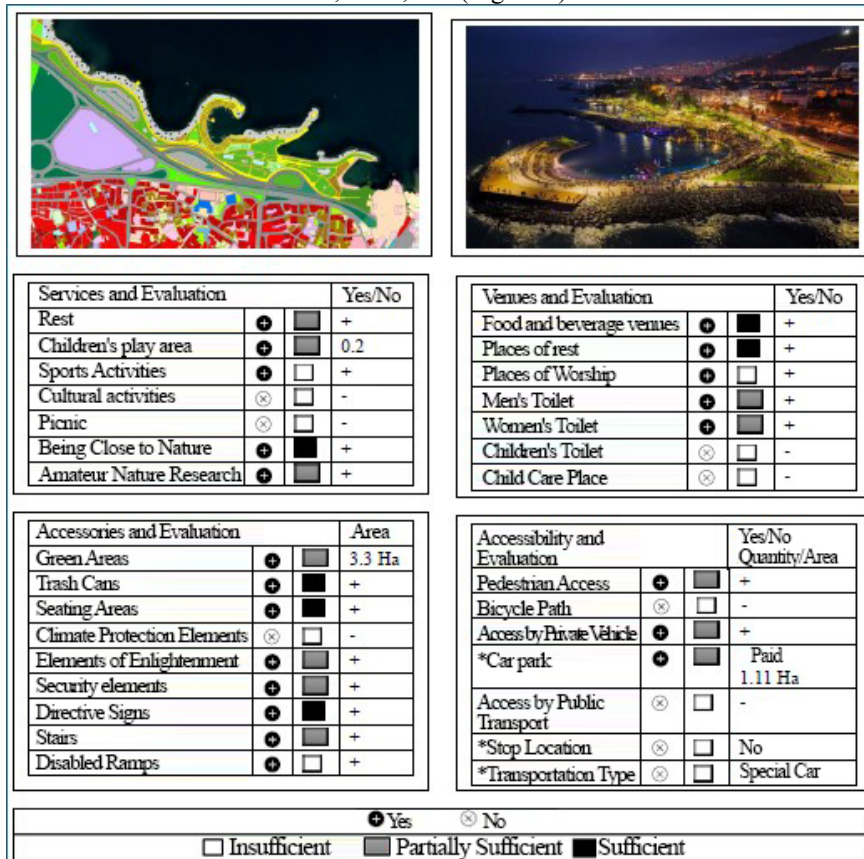 Services and Evaluation Yes/No
Rest +
Children's play area 0.2
Sports Activities +
Cultural activities -
Picnic -
Being Close to Nature +
Amateur Nature Research +
Venues and Evaluation Yes/No
Food and beverage venues +
Places of rest +
Places of Worship +
Men's Toilet +
Women's Toilet +
Children's Toilet -
Child Care Place -
Accessories and Evaluation Area
Green Areas 3.3 Ha
Trash Cans +
Seating Areas +
Climate Protection Elements -
Elements of Enlightenment +
Security elements +
Directive Signs +
Stairs +
Disabled Ramps +
Accessibility and Yes/No
Evaluation Quantity/Area
Pedestrian Access +
Bicycle Path -
Access by Private Vehicle +
*Car park Paid
1.11 Ha
Access by Public -
Transport
*Stop Location No
*Transportation Type Special Car
Yes No
Insufficient Partially Sufficient Sufficient